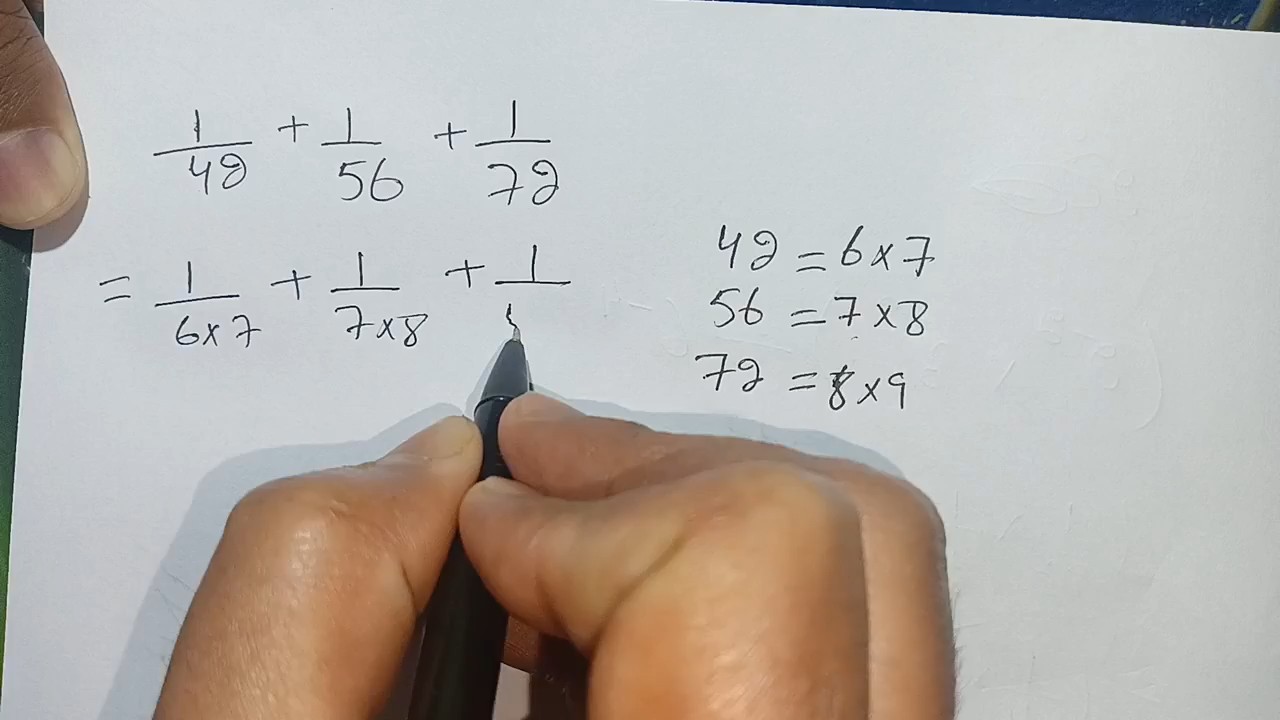 1/42 + 1/56 + 1/72
= 1/6×7 + 1/7×8 + 1/
42 = 6×7
56 = 7×8
72 = 8×9